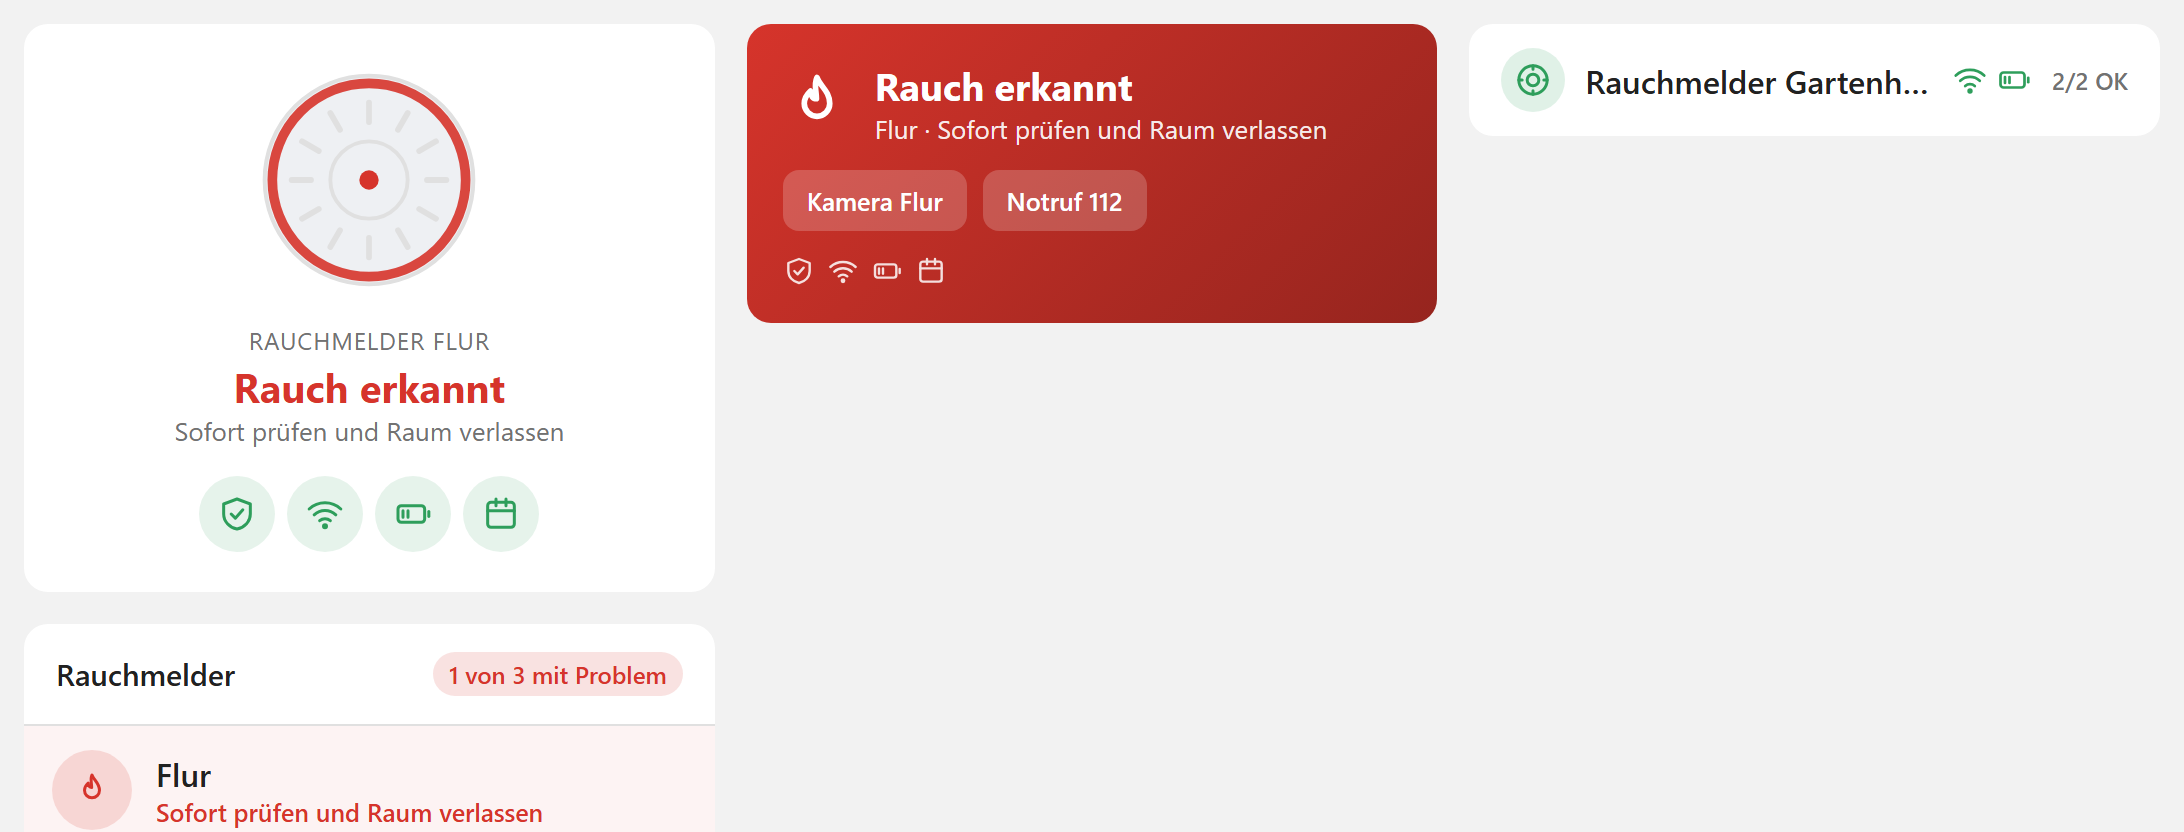 RAUCHMELDER FLUR
Rauch erkannt
Sofort prüfen und Raum verlassen
Rauchmelder
1 von 3 mit Problem
Flur
Sofort prüfen und Raum verlassen
Rauch erkannt
Flur · Sofort prüfen und Raum verlassen
Kamera Flur
Notruf 112
Rauchmelder Gartenh...
2/2 OK